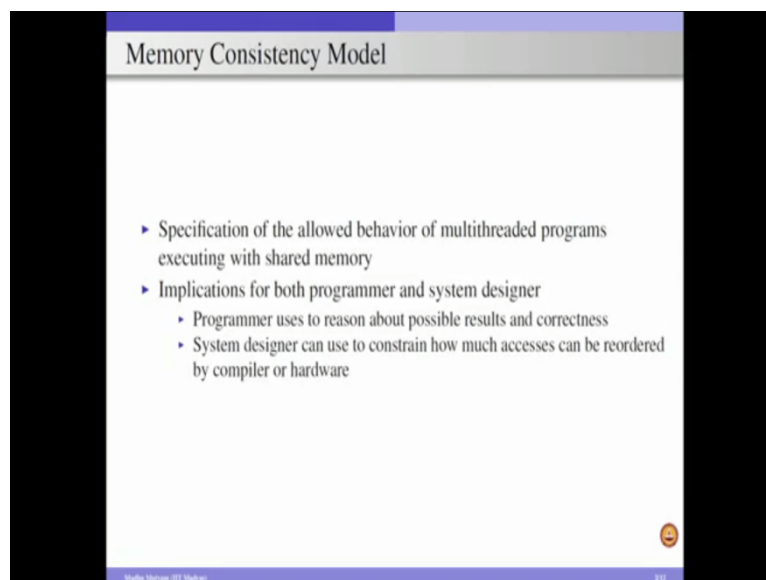 Memory Consistency Model
Specification of the allowed behavior of multithreaded programs
executing with shared memory
Implications for both programmer and system designer
Programmer uses to reason about possible results and correctness
System designer can use to constrain how much accesses can be reordered
by compiler or hardware